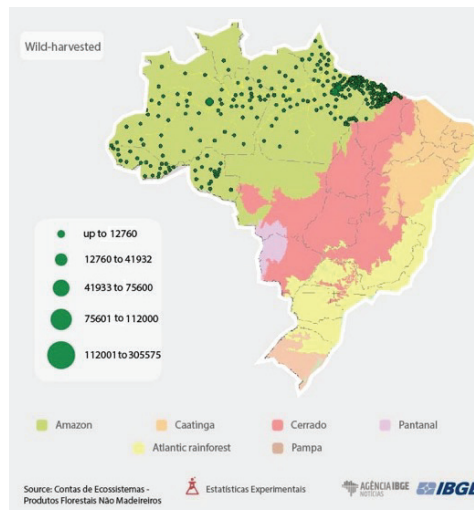 Wild-harvested
up to 12760
12760 to 41932
41933 to 75600
75601 to 112000
112001 to 305575
Amazon
Caatinga
Cerrado
Pantanal
Atlantic rainforest
Pampa
Source: Contas de Ecossistemas -
Produtos Florestais Não Madeireiros
Estatísticas Experimentais
AGÊNCIA IBGE
NOTÍCIAS
IBGE